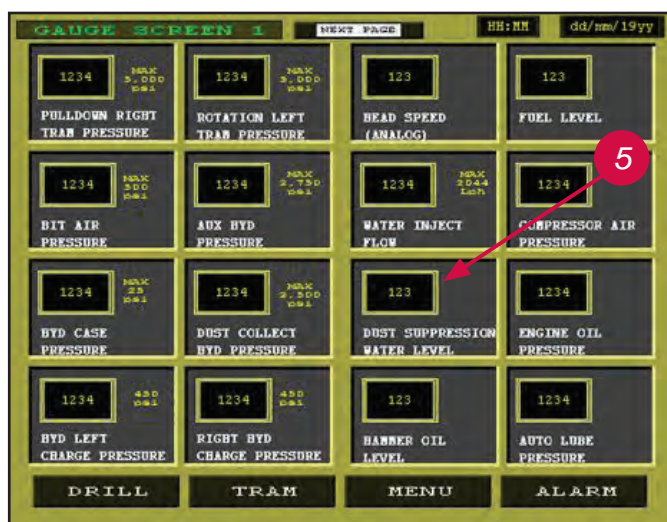 GAUGE SCREEN 1 NEXT PAGE HH:MM dd/mm/19yy
1234 MAX 5,000 psi
PULLDOWN RIGHT
TRAM PRESSURE
1234 MAX 5,000 psi
ROTATION LEFT
TRAM PRESSURE
123
HEAD SPEED
(ANALOG)
123
FUEL LEVEL
5
1234 MAX 500 psi
BIT AIR
PRESSURE
1234 MAX 2,750 psi
AUX HYD
PRESSURE
1234 MAX 2044 Lph
WATER INJECT
FLOW
1234
COMPRESSOR AIR
PRESSURE
1234 MAX 25 psi
HYD CASE
PRESSURE
1234 MAX 2,500 psi
DUST COLLECT
HYD PRESSURE
123
DUST SUPPRESSION
WATER LEVEL
1234
ENGINE OIL
PRESSURE
1234 450 psi
HYD LEFT
CHARGE PRESSURE
1234 450 psi
RIGHT HYD
CHARGE PRESSURE
123
HAMMER OIL
LEVEL
1234
AUTO LUBE
PRESSURE
DRILL TRAM MENU ALARM